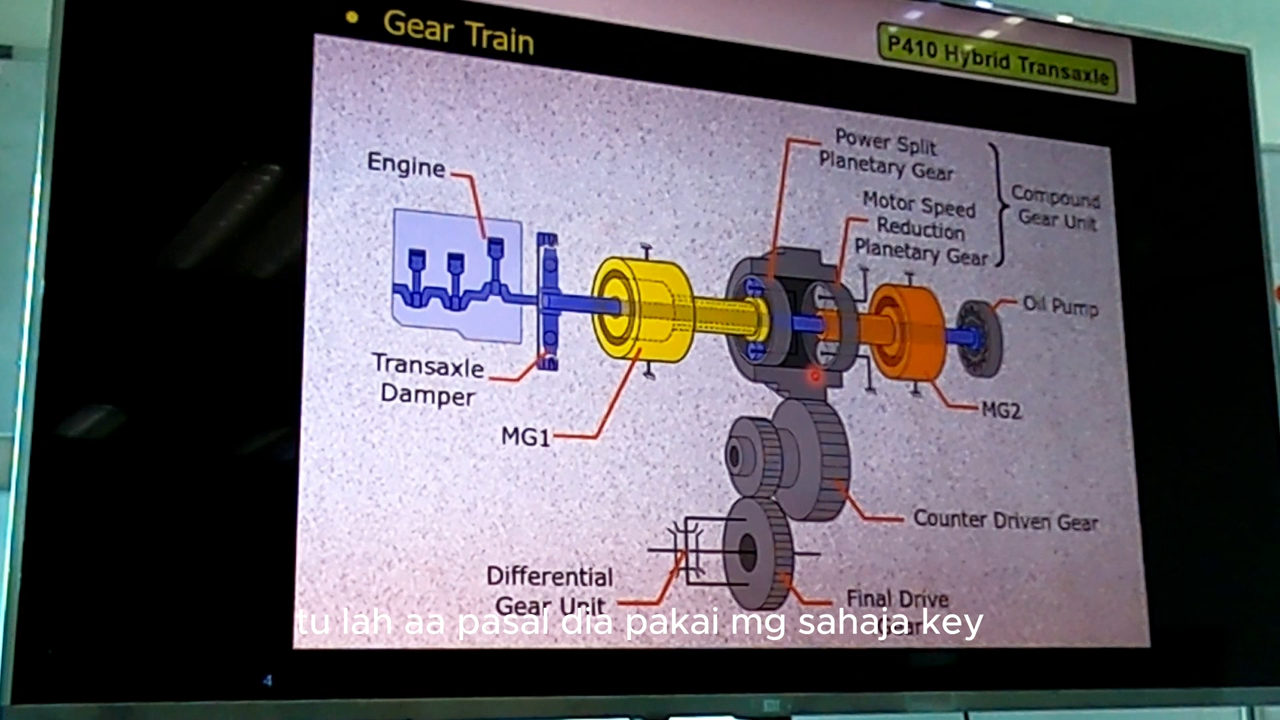 • Gear Train
P410 Hybrid Transaxle
Engine
Power Split
Planetary Gear
Motor Speed
Reduction
Planetary Gear
Compound
Gear Unit
Oil Pump
Transaxle
Damper
MG1
MG2
Counter Driven Gear
Differential
Gear Unit
Final Drive
Gear
tu lah aa pasal dia pakai mg sahaja key
4